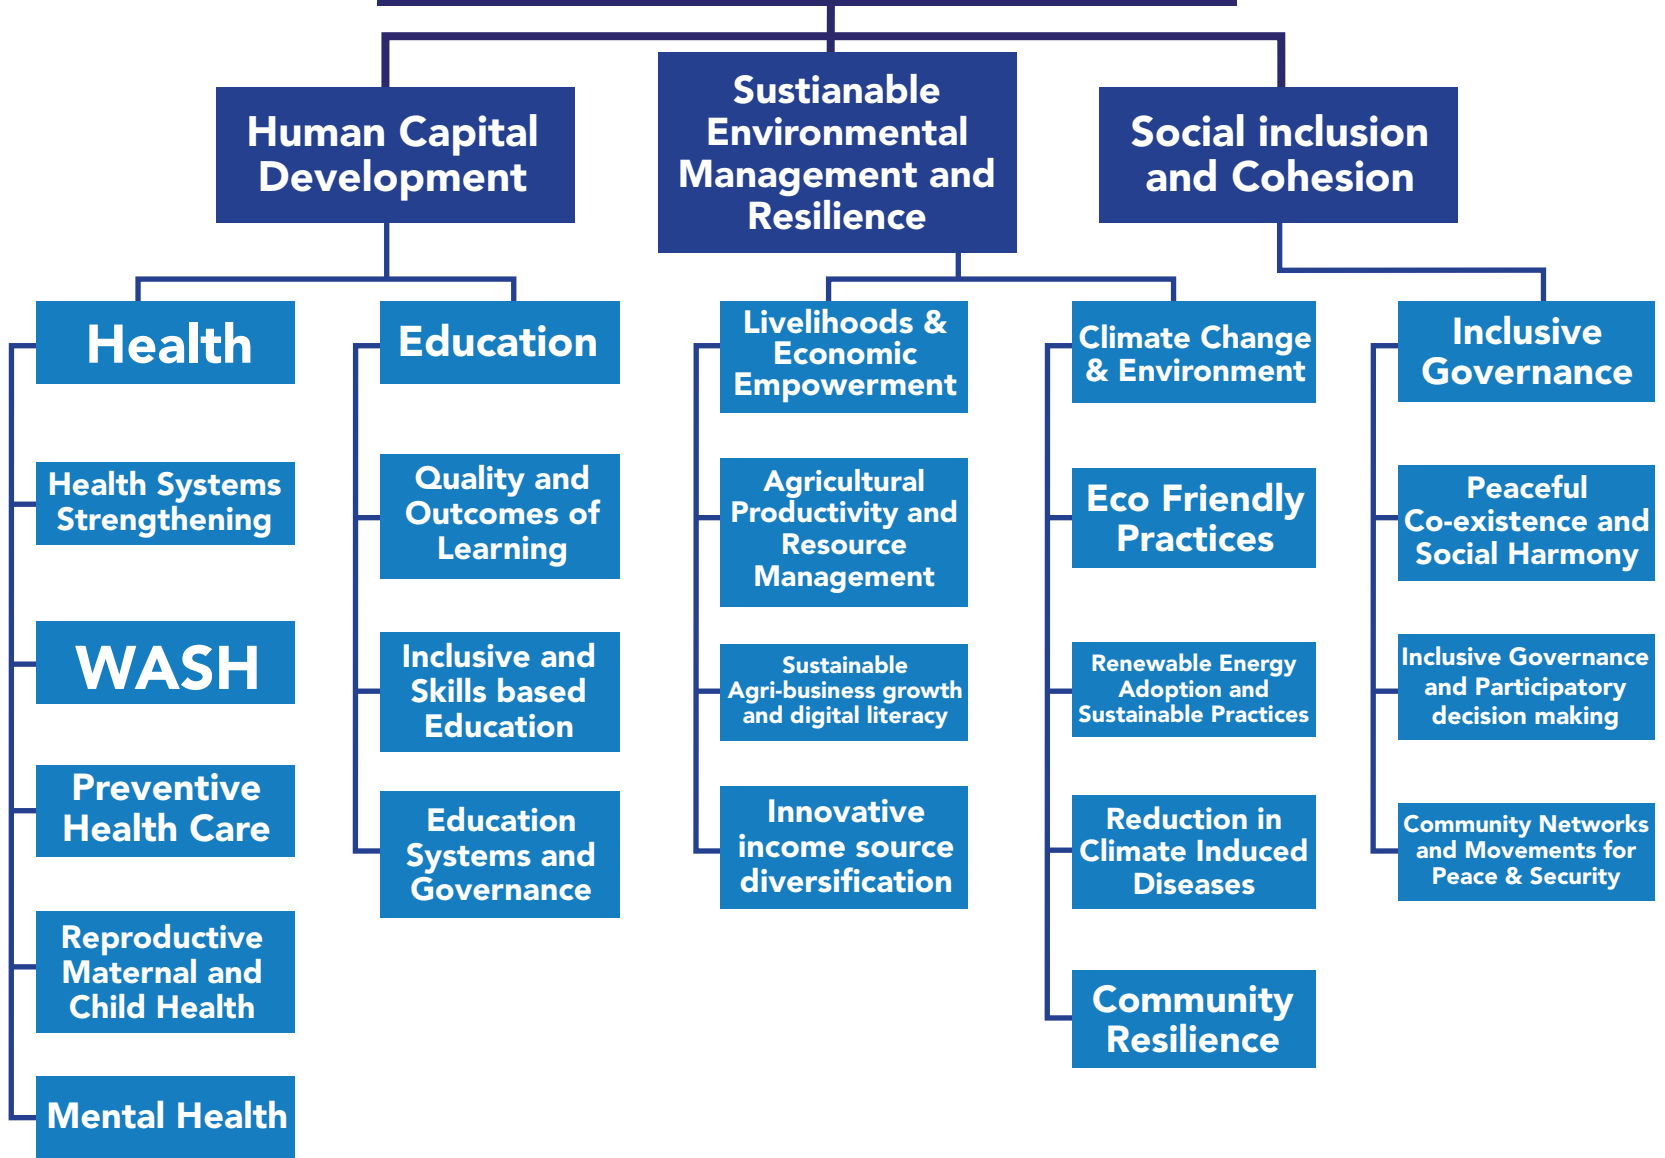 Human Capital
Development
Sustianable
Environmental
Management and
Resilience
Social inclusion
and Cohesion
Health
Health Systems
Strengthening
WASH
Preventive
Health Care
Reproductive
Maternal and
Child Health
Mental Health
Education
Quality and
Outcomes of
Learning
Inclusive and
Skills based
Education
Education
Systems and
Governance
Livelihoods &
Economic
Empowerment
Agricultural
Productivity and
Resource
Management
Sustainable
Agri-business growth
and digital literacy
Innovative
income source
diversification
Climate Change
& Environment
Eco Friendly
Practices
Renewable Energy
Adoption and
Sustainable Practices
Reduction in
Climate Induced
Diseases
Community
Resilience
Inclusive
Governance
Peaceful
Co-existence and
Social Harmony
Inclusive Governance
and Participatory
decision making
Community Networks
and Movements for
Peace & Security